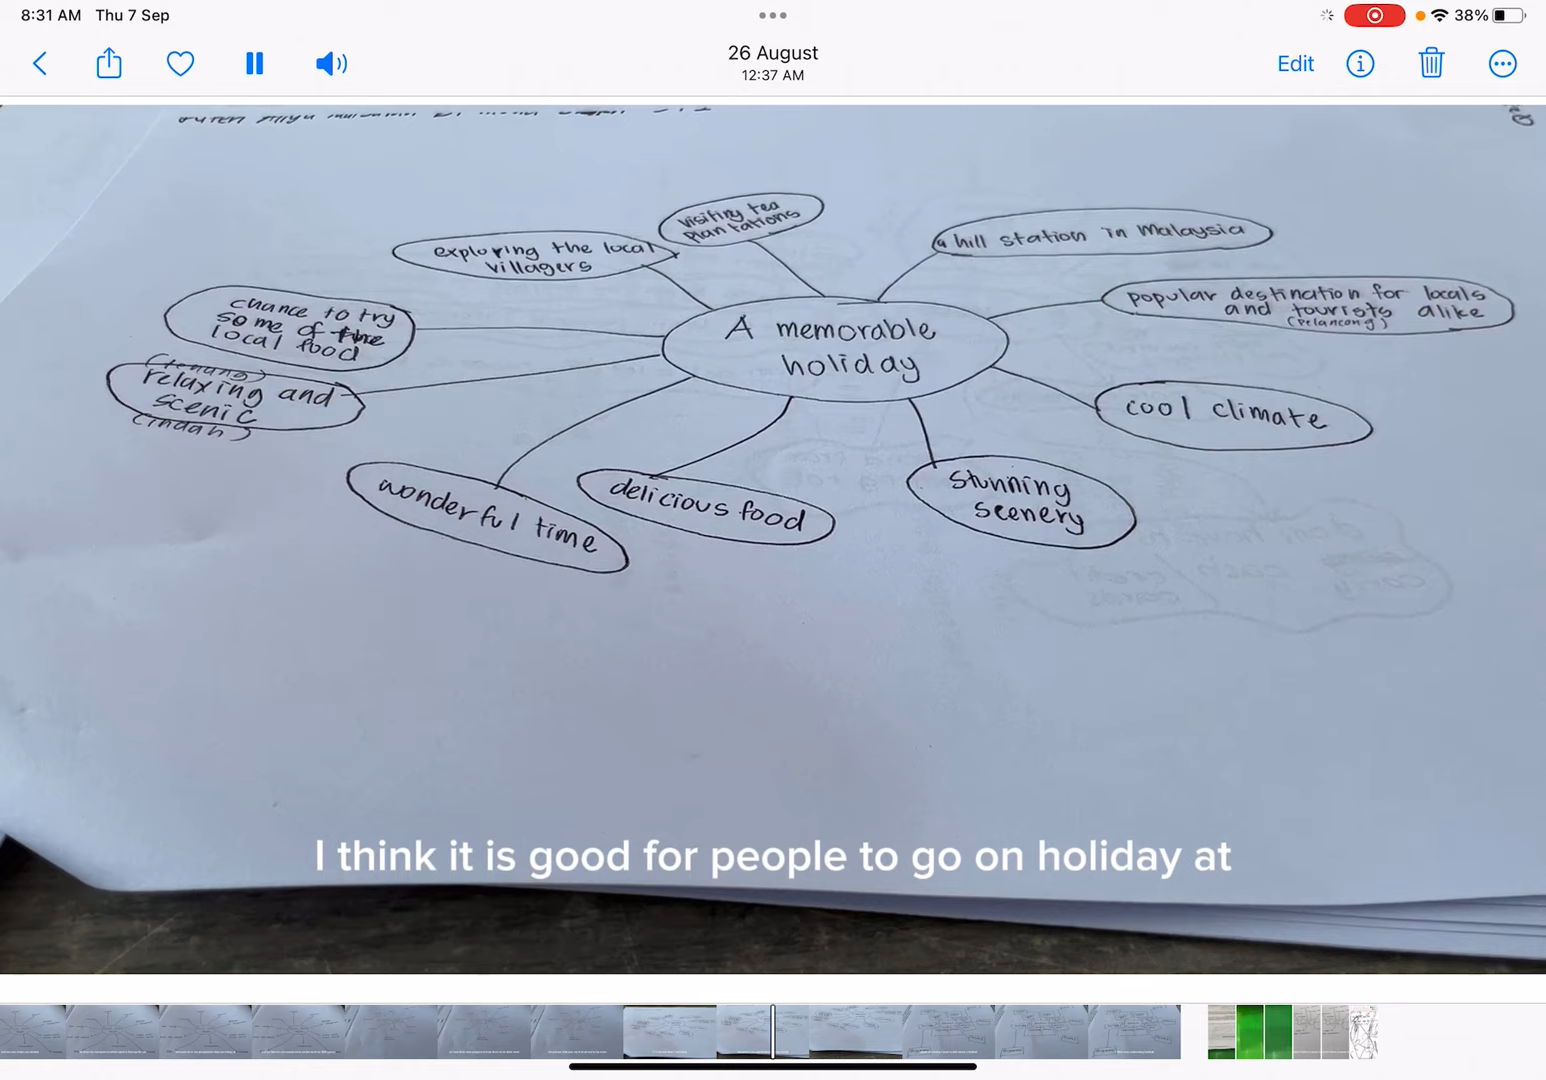 8:31 AM Thu 7 Sep
38%
26 August
12:37 AM
Edit
visiting tea
plantations
exploring the local
villagers
a hill station in Malaysia
chance to try
some of the
local food
popular destination for locals
and tourists alike
(pelancong)
A memorable
holiday
(tenang)
relaxing and
scenic
(indah)
cool climate
wonderful time
delicious food
stunning
scenery
I think it is good for people to go on holiday at